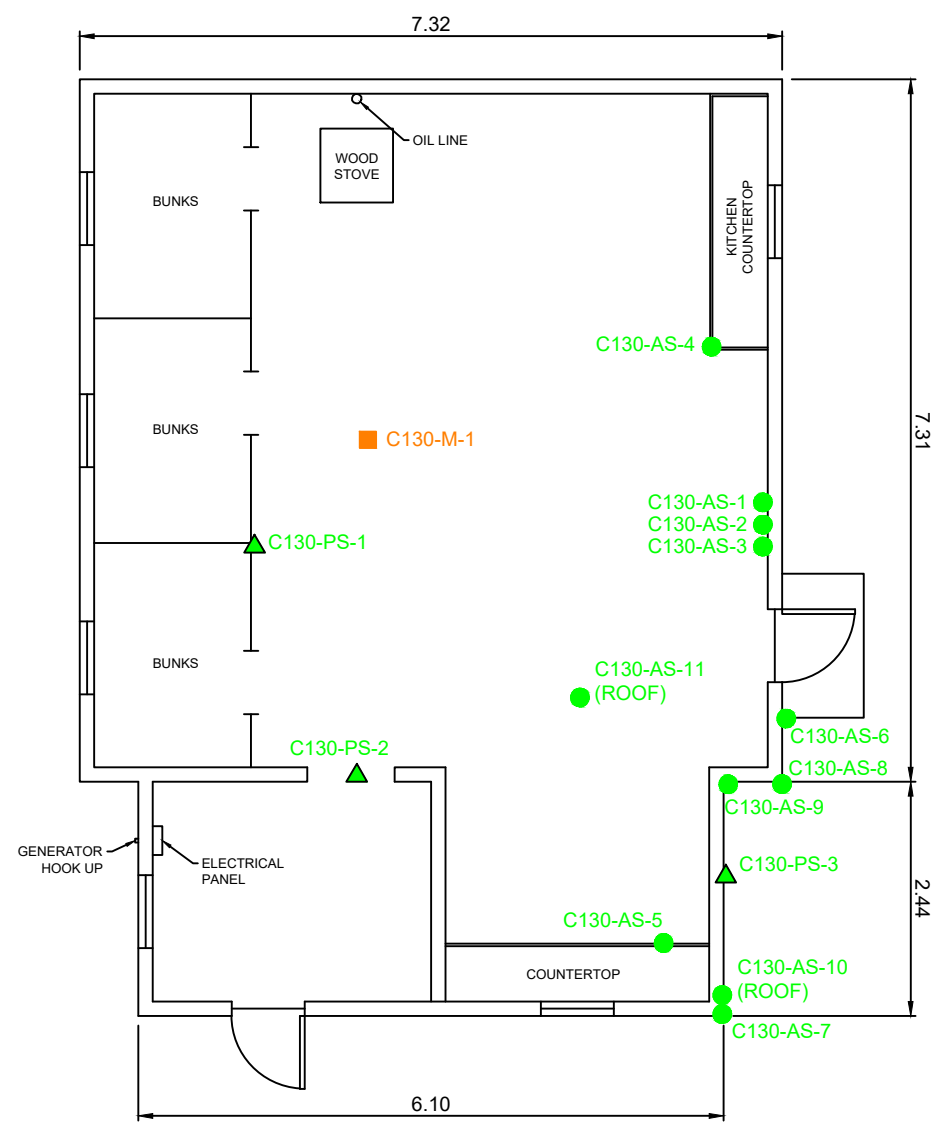 7.32
OIL LINE
WOOD
STOVE
BUNKS
KITCHEN
COUNTERTOP
C130-AS-4
7.31
BUNKS
C130-M-1
C130-AS-1
C130-AS-2
C130-AS-3
C130-PS-1
BUNKS
C130-AS-11
(ROOF)
C130-PS-2
C130-AS-6
C130-AS-8
C130-AS-9
GENERATOR
HOOK UP
ELECTRICAL
PANEL
C130-PS-3
2.44
C130-AS-5
COUNTERTOP
C130-AS-10
(ROOF)
C130-AS-7
6.10